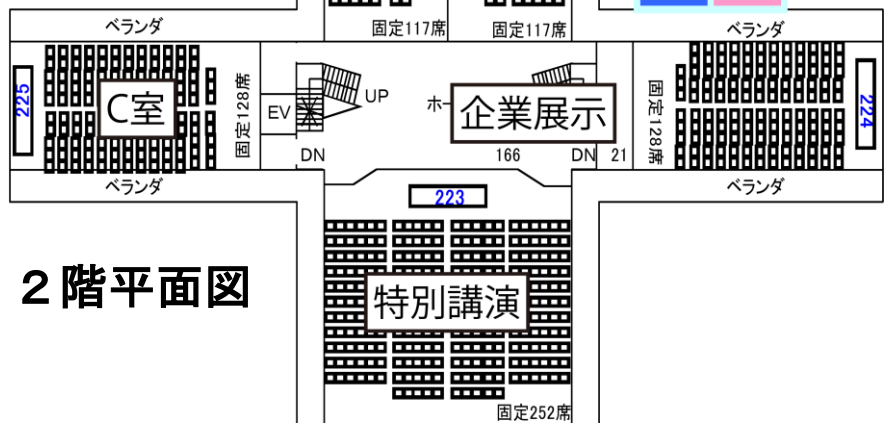 ベランダ
固定117席
固定117席
ベランダ
225
C室
固定128席
EV
UP
DN
ホー
企業展示
166
DN
21
固定128席
224
ベランダ
223
ベランダ
2階平面図
特別講演
固定252席